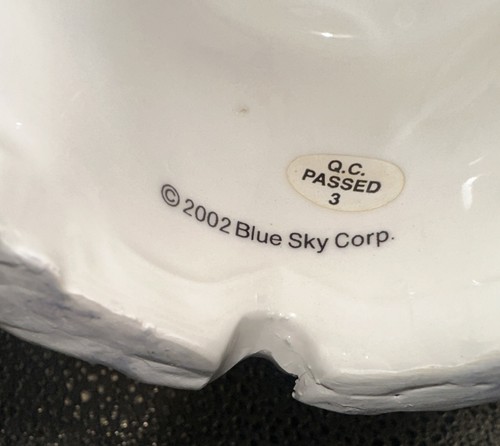 Q.C.
PASSED
3
© 2002 Blue Sky Corp.